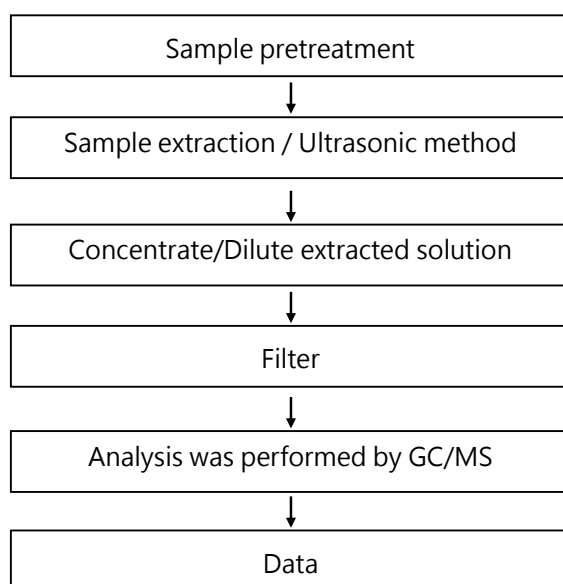 Sample pretreatment
Sample extraction / Ultrasonic method
Concentrate/Dilute extracted solution
Filter
Analysis was performed by GC/MS
Data